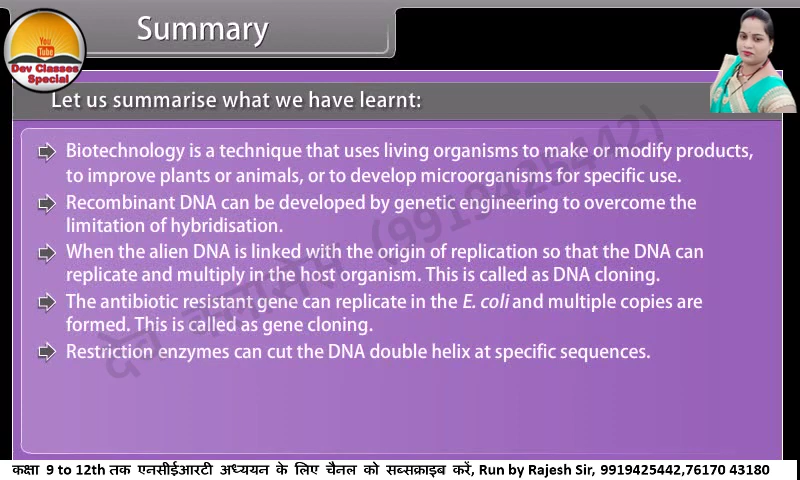 Summary
You
Tube
Dev Classes
Special
Let us summarise what we have learnt:
Biotechnology is a technique that uses living organisms to make or modify products,
to improve plants or animals, or to develop microorganisms for specific use.
Recombinant DNA can be developed by genetic engineering to overcome the
limitation of hybridisation.
When the alien DNA is linked with the origin of replication so that the DNA can
replicate and multiply in the host organism. This is called as DNA cloning.
The antibiotic resistant gene can replicate in the E. coli and multiple copies are
formed. This is called as gene cloning.
Restriction enzymes can cut the DNA double helix at specific sequences.
देव क्लासेस (9919425442)
कक्षा 9 to 12th तक एनसीईआरटी अध्ययन के लिए चैनल को सब्सक्राइब करें, Run by Rajesh Sir, 9919425442,76170 43180